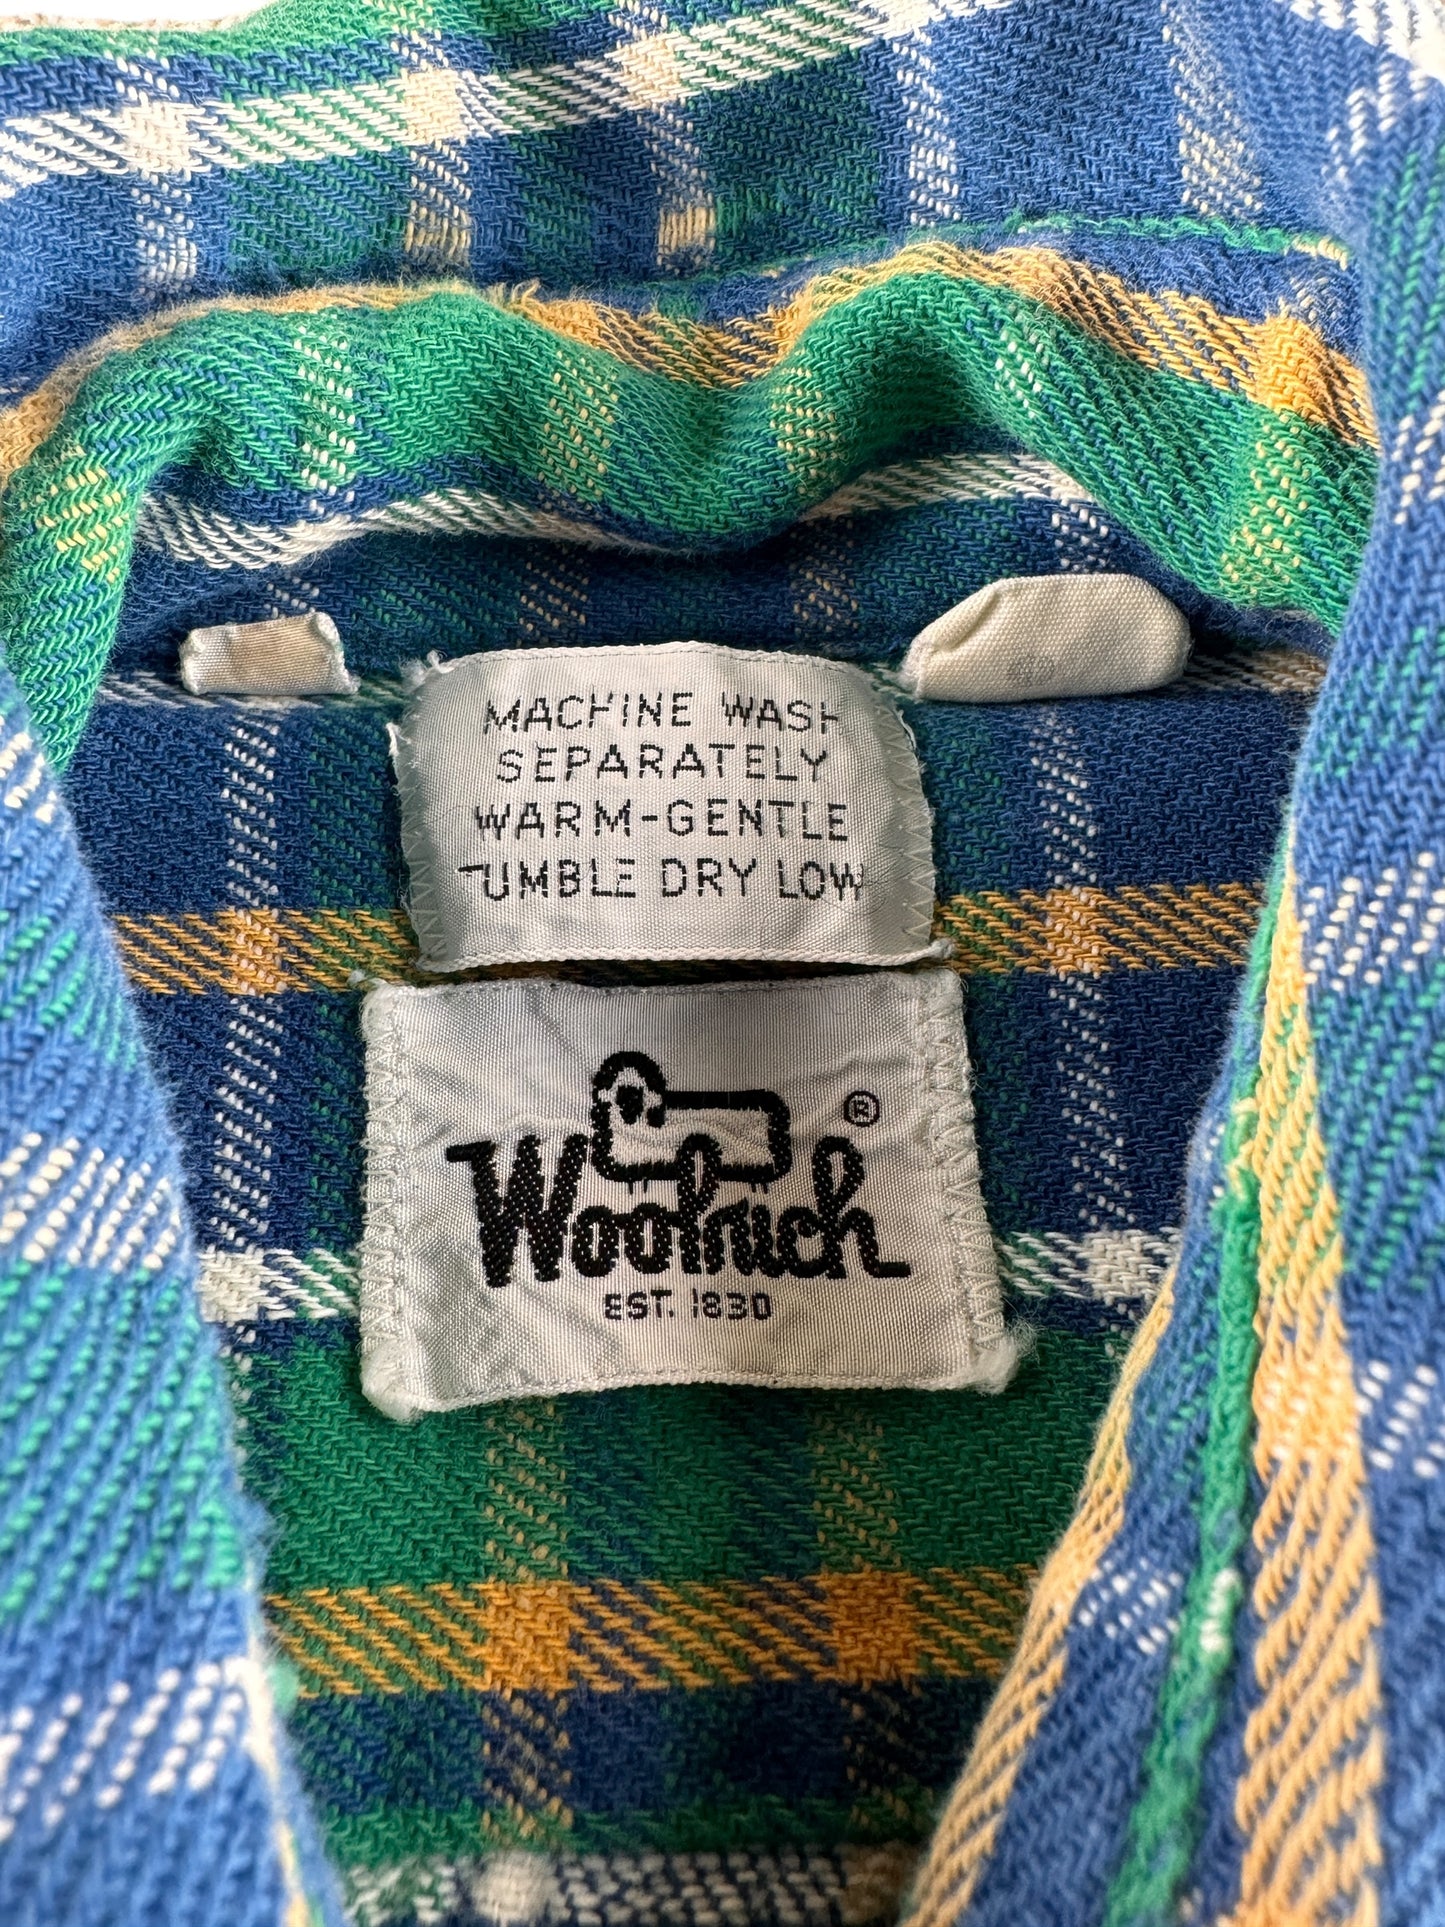 MACHINE WASH
SEPARATELY
WARM-GENTLE
TUMBLE DRY LOW
®
Woolrich
EST. 1830